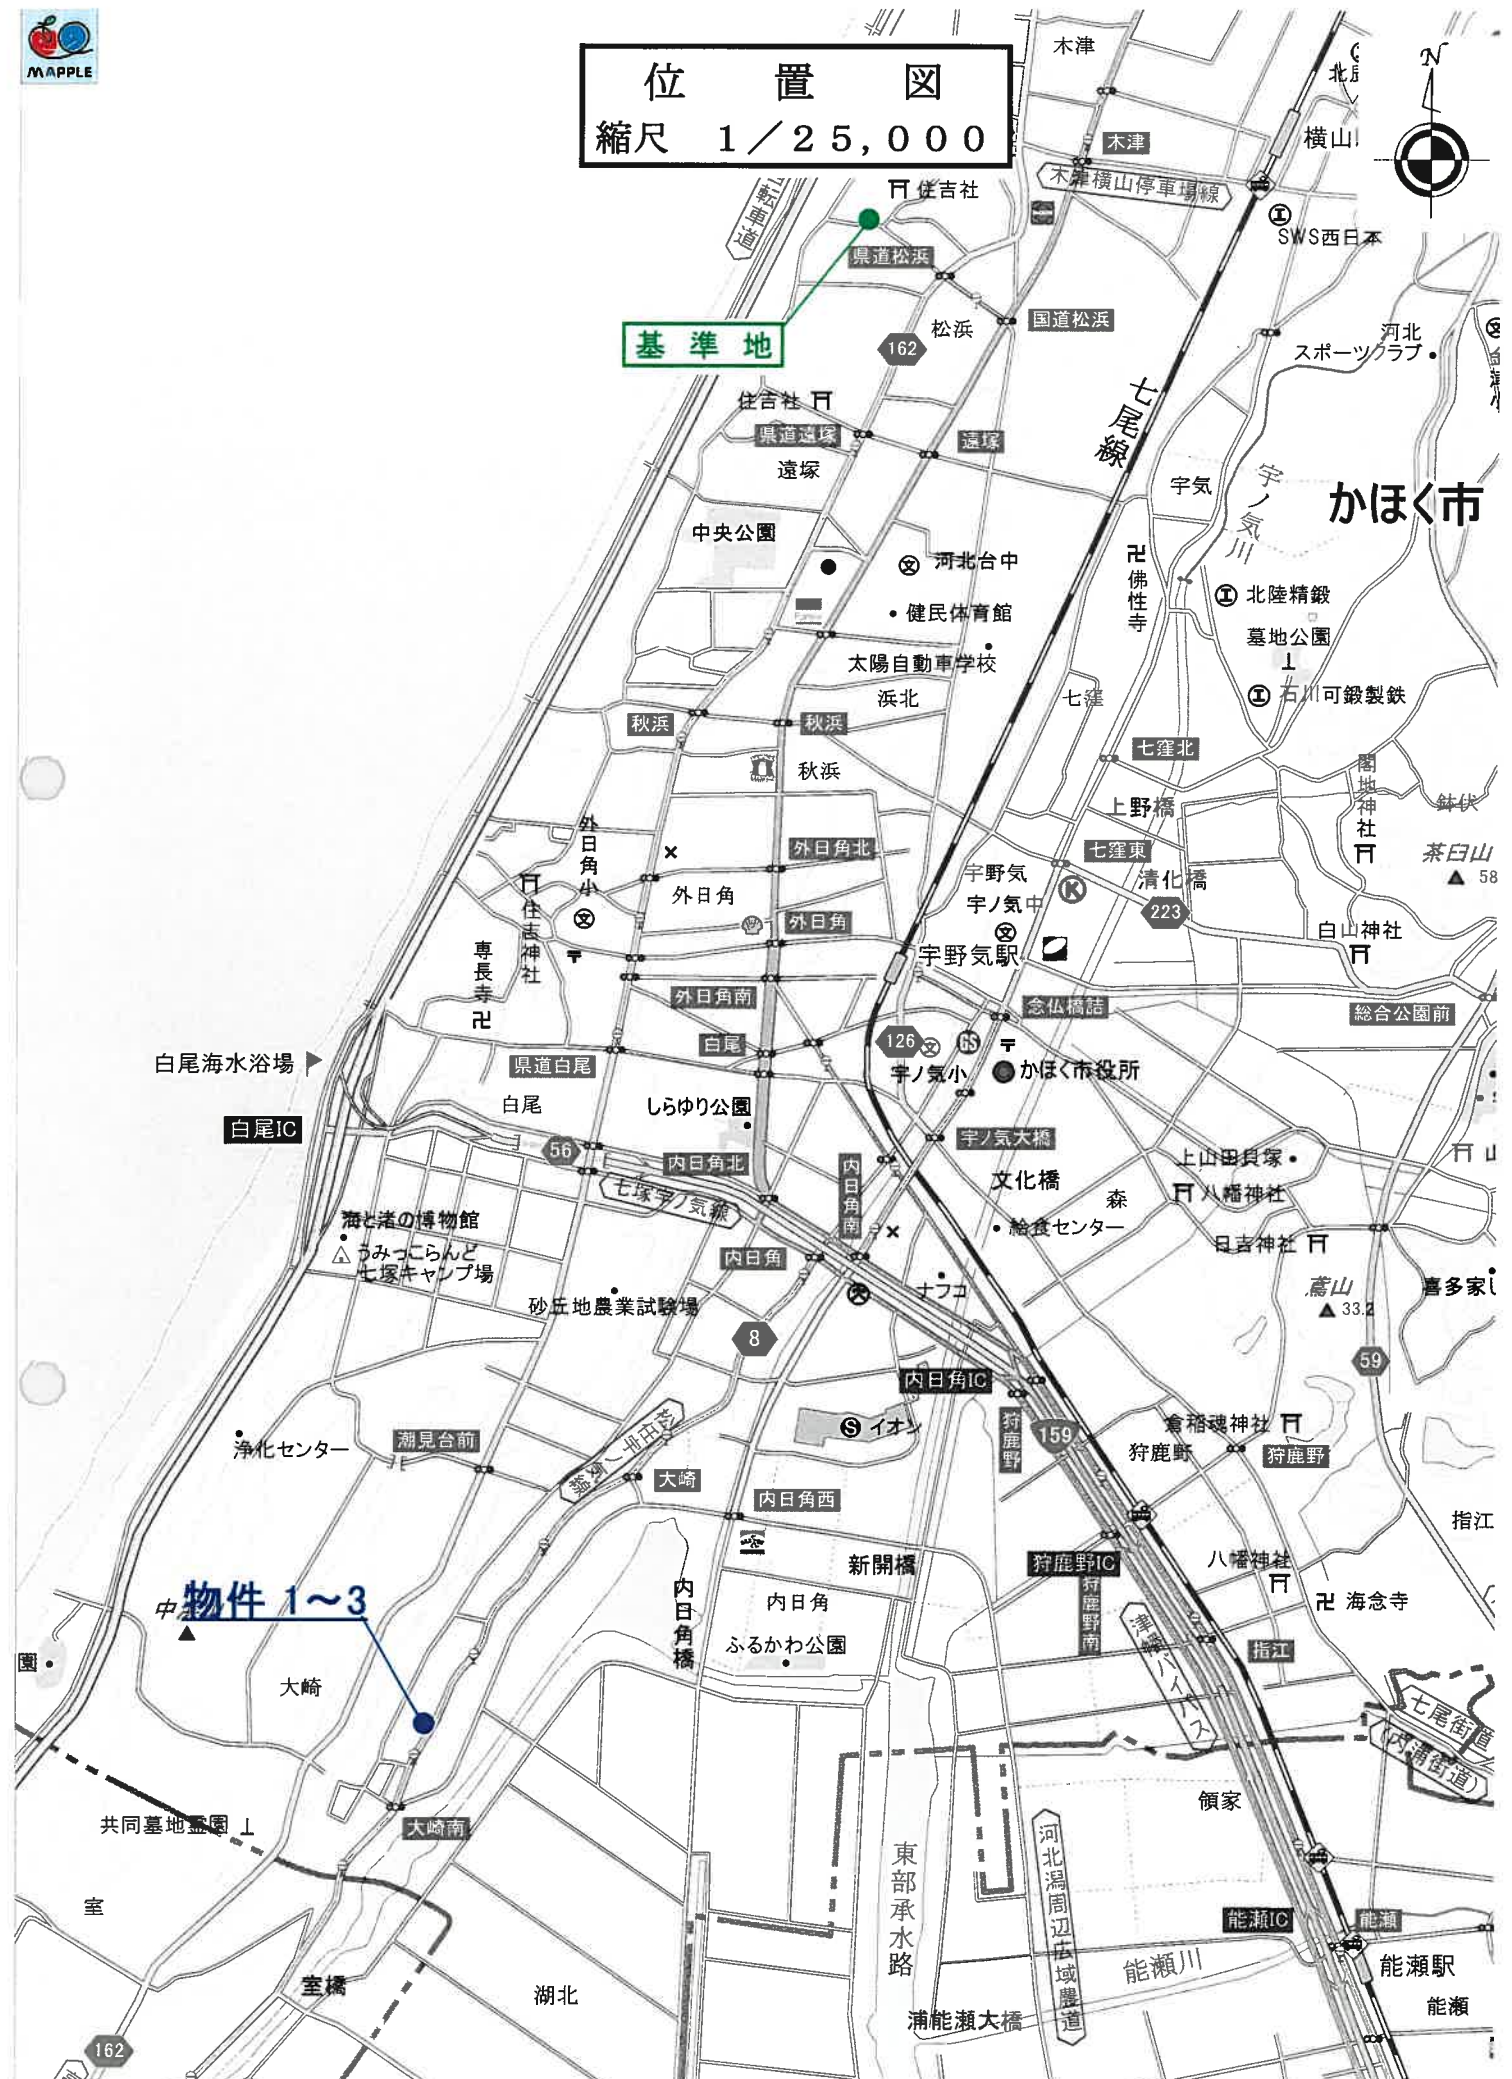 MAPPLE
位 置 図
縮尺 1/25,000
N
木津
横山
木津
木津横山停車場線
住吉社
転車道
SWS西日本
県道松浜
松浜
国道松浜
河北
スポーツクラブ
基準地
162
七尾線
住吉社
県道遠塚
遠塚
遠塚
宇気
宇ノ気川
かほく市
中央公園
河北台中
佛性寺
北陸精鍛
健民体育館
墓地公園
太陽自動車学校
浜北
七窪
石川可鍛製鉄
秋浜
秋浜
七窪北
秋浜
上野橋
閣地神社
鉢伏
外日角小
外日角北
七窪東
茶臼山
58
宇野気
清化橋
宇ノ気中
外日角
223
住吉神社
外日角
白山神社
専長寺
宇野気駅
外日角南
念仏橋詰
総合公園前
白尾
126
GS
白尾海水浴場
県道白尾
宇ノ気小
かほく市役所
白尾
しらゆり公園
白尾IC
宇ノ気大橋
56
内日角北
内日角南
文化橋
上山田貝塚
森
八幡神社
七塚宇ノ気線
海と渚の博物館
給食センター
うみっこらんど
七塚キャンプ場
内日角
日吉神社
砂丘地農業試験場
ナフコ
鳶山
33.2
喜多家
8
59
内日角IC
狩鹿野
159
倉稲魂神社
イオン
狩鹿野
狩鹿野
浄化センター
潮見台前
松任宇ノ気線
大崎
内日角西
指江
新開橋
狩鹿野IC
八幡神社
狩鹿野南
物件 1~3
中
内日角橋
内日角
海念寺
ふるかわ公園
津幡バイパス
指江
園
大崎
七尾街道
(内浦街道)
領家
共同墓地霊園
大崎南
河北潟周辺広域農道
東部承水路
室
能瀬IC
能瀬
能瀬川
能瀬駅
室橋
湖北
能瀬
浦能瀬大橋
162